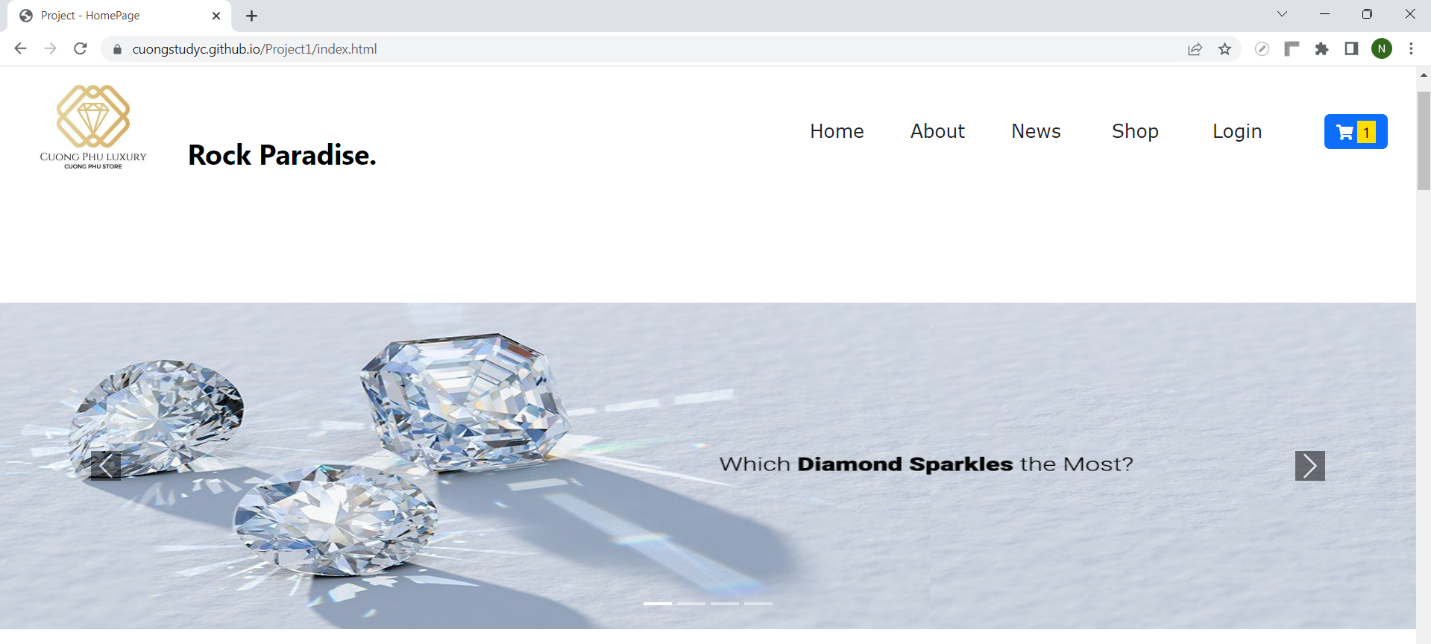 Project - HomePage
cuongstudyc.github.io/Project1/index.html
N
CUONG PHU LUXURY
CUONG PHU STORE
Rock Paradise.
Home About News Shop Login 1
Which Diamond Sparkles the Most?